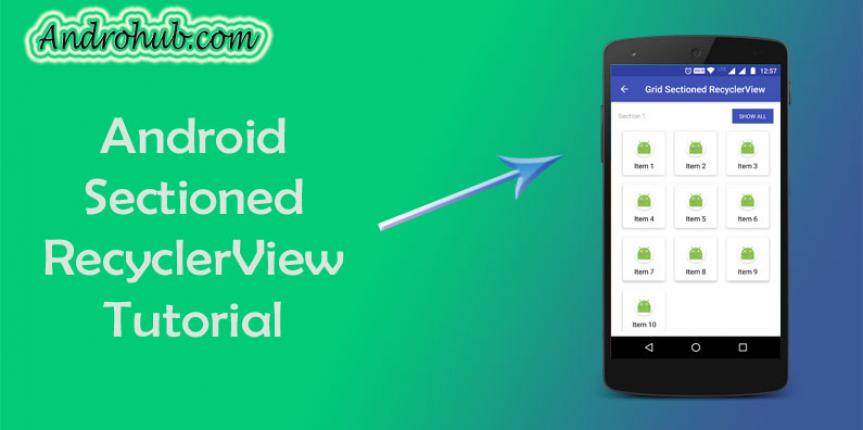 Androhub.com
Android
Sectioned
RecyclerView
Tutorial
12:57
Grid Sectioned RecyclerView
Section 1 SHOW ALL
Item 1 Item 2 Item 3
Item 4 Item 5 Item 6
Item 7 Item 8 Item 9
Item 10